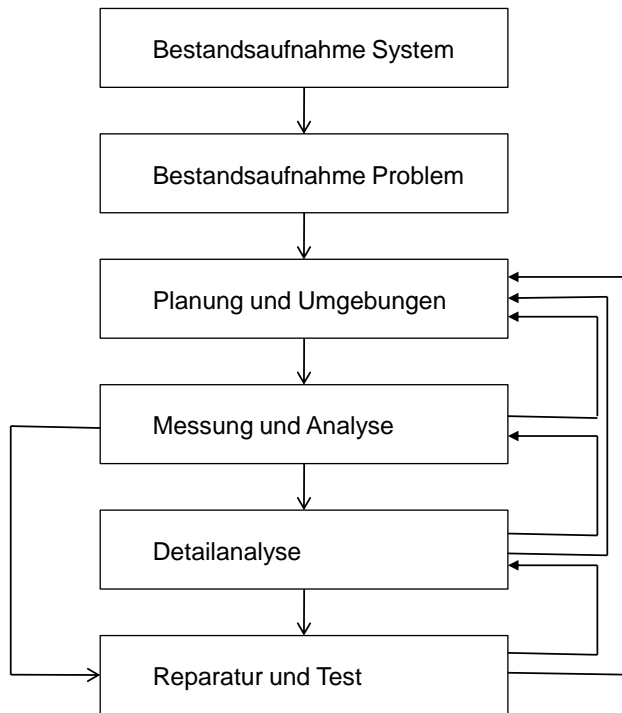 Bestandsaufnahme System
Bestandsaufnahme Problem
Planung und Umgebungen
Messung und Analyse
Detailanalyse
Reparatur und Test